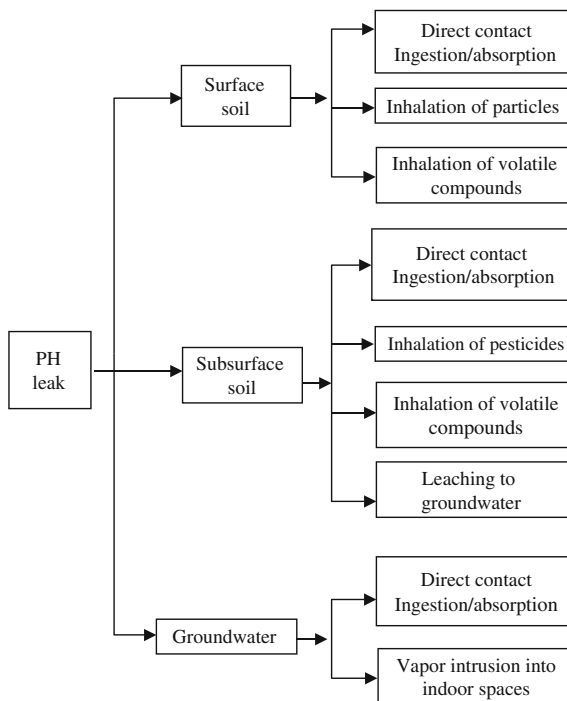 PH
leak
Surface
soil
Direct contact
Ingestion/absorption
Inhalation of particles
Inhalation of volatile
compounds
Subsurface
soil
Direct contact
Ingestion/absorption
Inhalation of pesticides
Inhalation of volatile
compounds
Leaching to
groundwater
Groundwater
Direct contact
Ingestion/absorption
Vapor intrusion into
indoor spaces